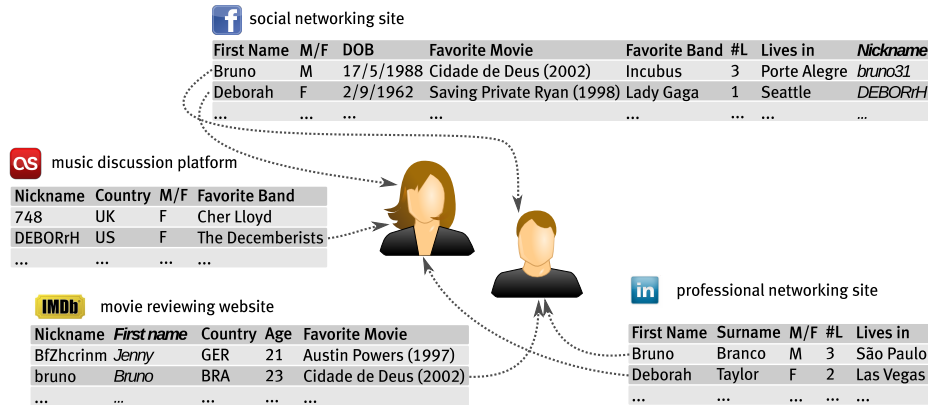 f social networking site
First Name M/F DOB Favorite Movie Favorite Band #L Lives in Nickname
Bruno M 17/5/1988 Cidade de Deus (2002) Incubus 3 Porte Alegre bruno31
Deborah F 2/9/1962 Saving Private Ryan (1998) Lady Gaga 1 Seattle DEBORrH
... ... ... ... ... ... ... ...
as music discussion platform
Nickname Country M/F Favorite Band
748 UK F Cher Lloyd
DEBORrH US F The Decemberists
... ... ... ...
IMDb movie reviewing website
Nickname First name Country Age Favorite Movie
BfZhcrinm Jenny GER 21 Austin Powers (1997)
bruno Bruno BRA 23 Cidade de Deus (2002)
... ... ... ... ...
in professional networking site
First Name Surname M/F #L Lives in
Bruno Branco M 3 São Paulo
Deborah Taylor F 2 Las Vegas
... ... ... ... ...